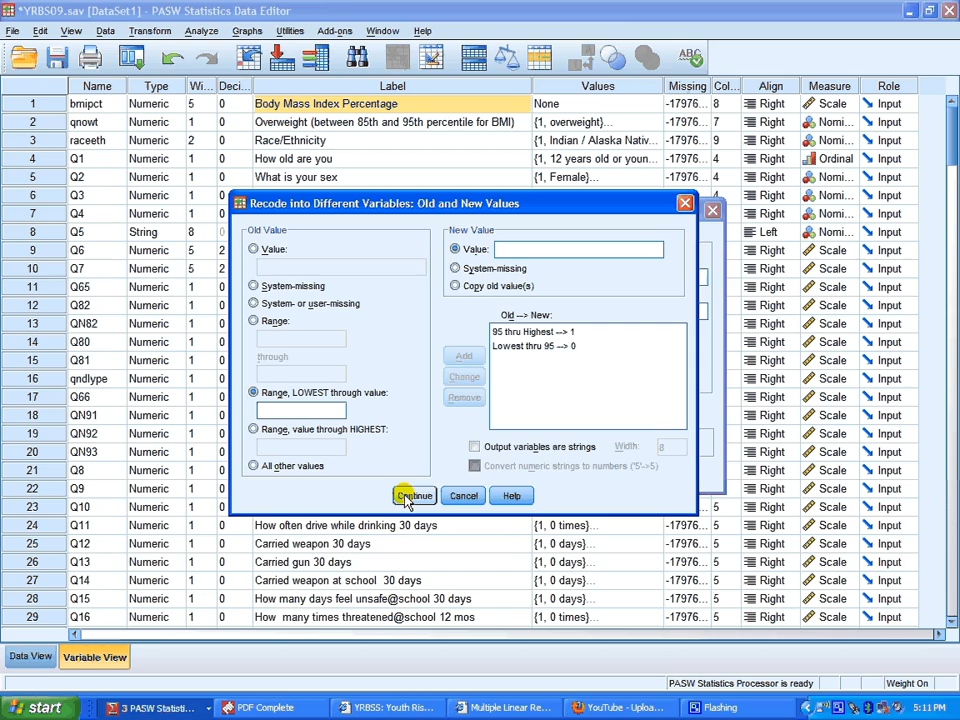 *YRBS09.sav [DataSet1] - PASW Statistics Data Editor
File Edit View Data Transform Analyze Graphs Utilities Add-ons Window Help
Name Type Wi... Deci... Label Values Missing Col... Align Measure Role
1 bmipct Numeric 5 0 Body Mass Index Percentage None -17976... 8 Right Scale Input
2 qnowt Numeric 1 0 Overweight (between 85th and 95th percentile for BMI) {1, overweight}... -17976... 7 Right Nomi... Input
3 raceeth Numeric 2 0 Race/Ethnicity {1, Indian / Alaska Nativ... -17976... 9 Right Nomi... Input
4 Q1 Numeric 1 0 How old are you {1, 12 years old or youn... -17976... 4 Right Ordinal Input
5 Q2 Numeric 1 0 What is your sex {1, Female}... -17976... 4 Right Nomi... Input
6 Q3 Numeric 1 0 -17976... 4 Right Nomi... Input
7 Q4 Numeric 1 0 Right Nomi... Input
8 Q5 String 8 0 Left Nomi... Input
9 Q6 Numeric 5 2 Right Scale Input
10 Q7 Numeric 5 2 Right Scale Input
11 Q65 Numeric 1 0 Right Scale Input
12 Q82 Numeric 1 0 Right Scale Input
13 QN82 Numeric 1 0 Right Scale Input
14 Q80 Numeric 1 0 Right Scale Input
15 Q81 Numeric 1 0 Right Scale Input
16 qndlype Numeric 1 0 Right Scale Input
17 Q66 Numeric 1 0 Right Scale Input
18 QN91 Numeric 1 0 Right Scale Input
19 QN92 Numeric 1 0 Right Scale Input
20 QN93 Numeric 1 0 Right Scale Input
21 Q8 Numeric 1 0 Right Scale Input
22 Q9 Numeric 1 0 Right Scale Input
23 Q10 Numeric 1 0 5 Right Scale Input
24 Q11 Numeric 1 0 How often drive while drinking 30 days {1, 0 times}... -17976... 5 Right Scale Input
25 Q12 Numeric 1 0 Carried weapon 30 days {1, 0 days}... -17976... 5 Right Scale Input
26 Q13 Numeric 1 0 Carried gun 30 days {1, 0 days}... -17976... 5 Right Scale Input
27 Q14 Numeric 1 0 Carried weapon at school 30 days {1, 0 days}... -17976... 5 Right Scale Input
28 Q15 Numeric 1 0 How many days feel unsafe@school 30 days {1, 0 days}... -17976... 5 Right Scale Input
29 Q16 Numeric 1 0 How many times threatened@school 12 mos {1, 0 times}... -17976... 5 Right Scale Input
Recode into Different Variables: Old and New Values
Old Value
Value:
System-missing
System- or user-missing
Range:
through
Range, LOWEST through value:
Range, value through HIGHEST:
All other values
New Value
Value:
System-missing
Copy old value(s)
Old --> New:
95 thru Highest --> 1
Lowest thru 95 --> 0
Add
Change
Remove
Output variables are strings Width: 8
Convert numeric strings to numbers ('5'->5)
Continue Cancel Help
Data View Variable View
PASW Statistics Processor is ready Weight On
start 3 PASW Statisti... PDF Complete YRBSS: Youth Ris... Multiple Linear Re... YouTube - Uploa... Flashing 5:11 PM